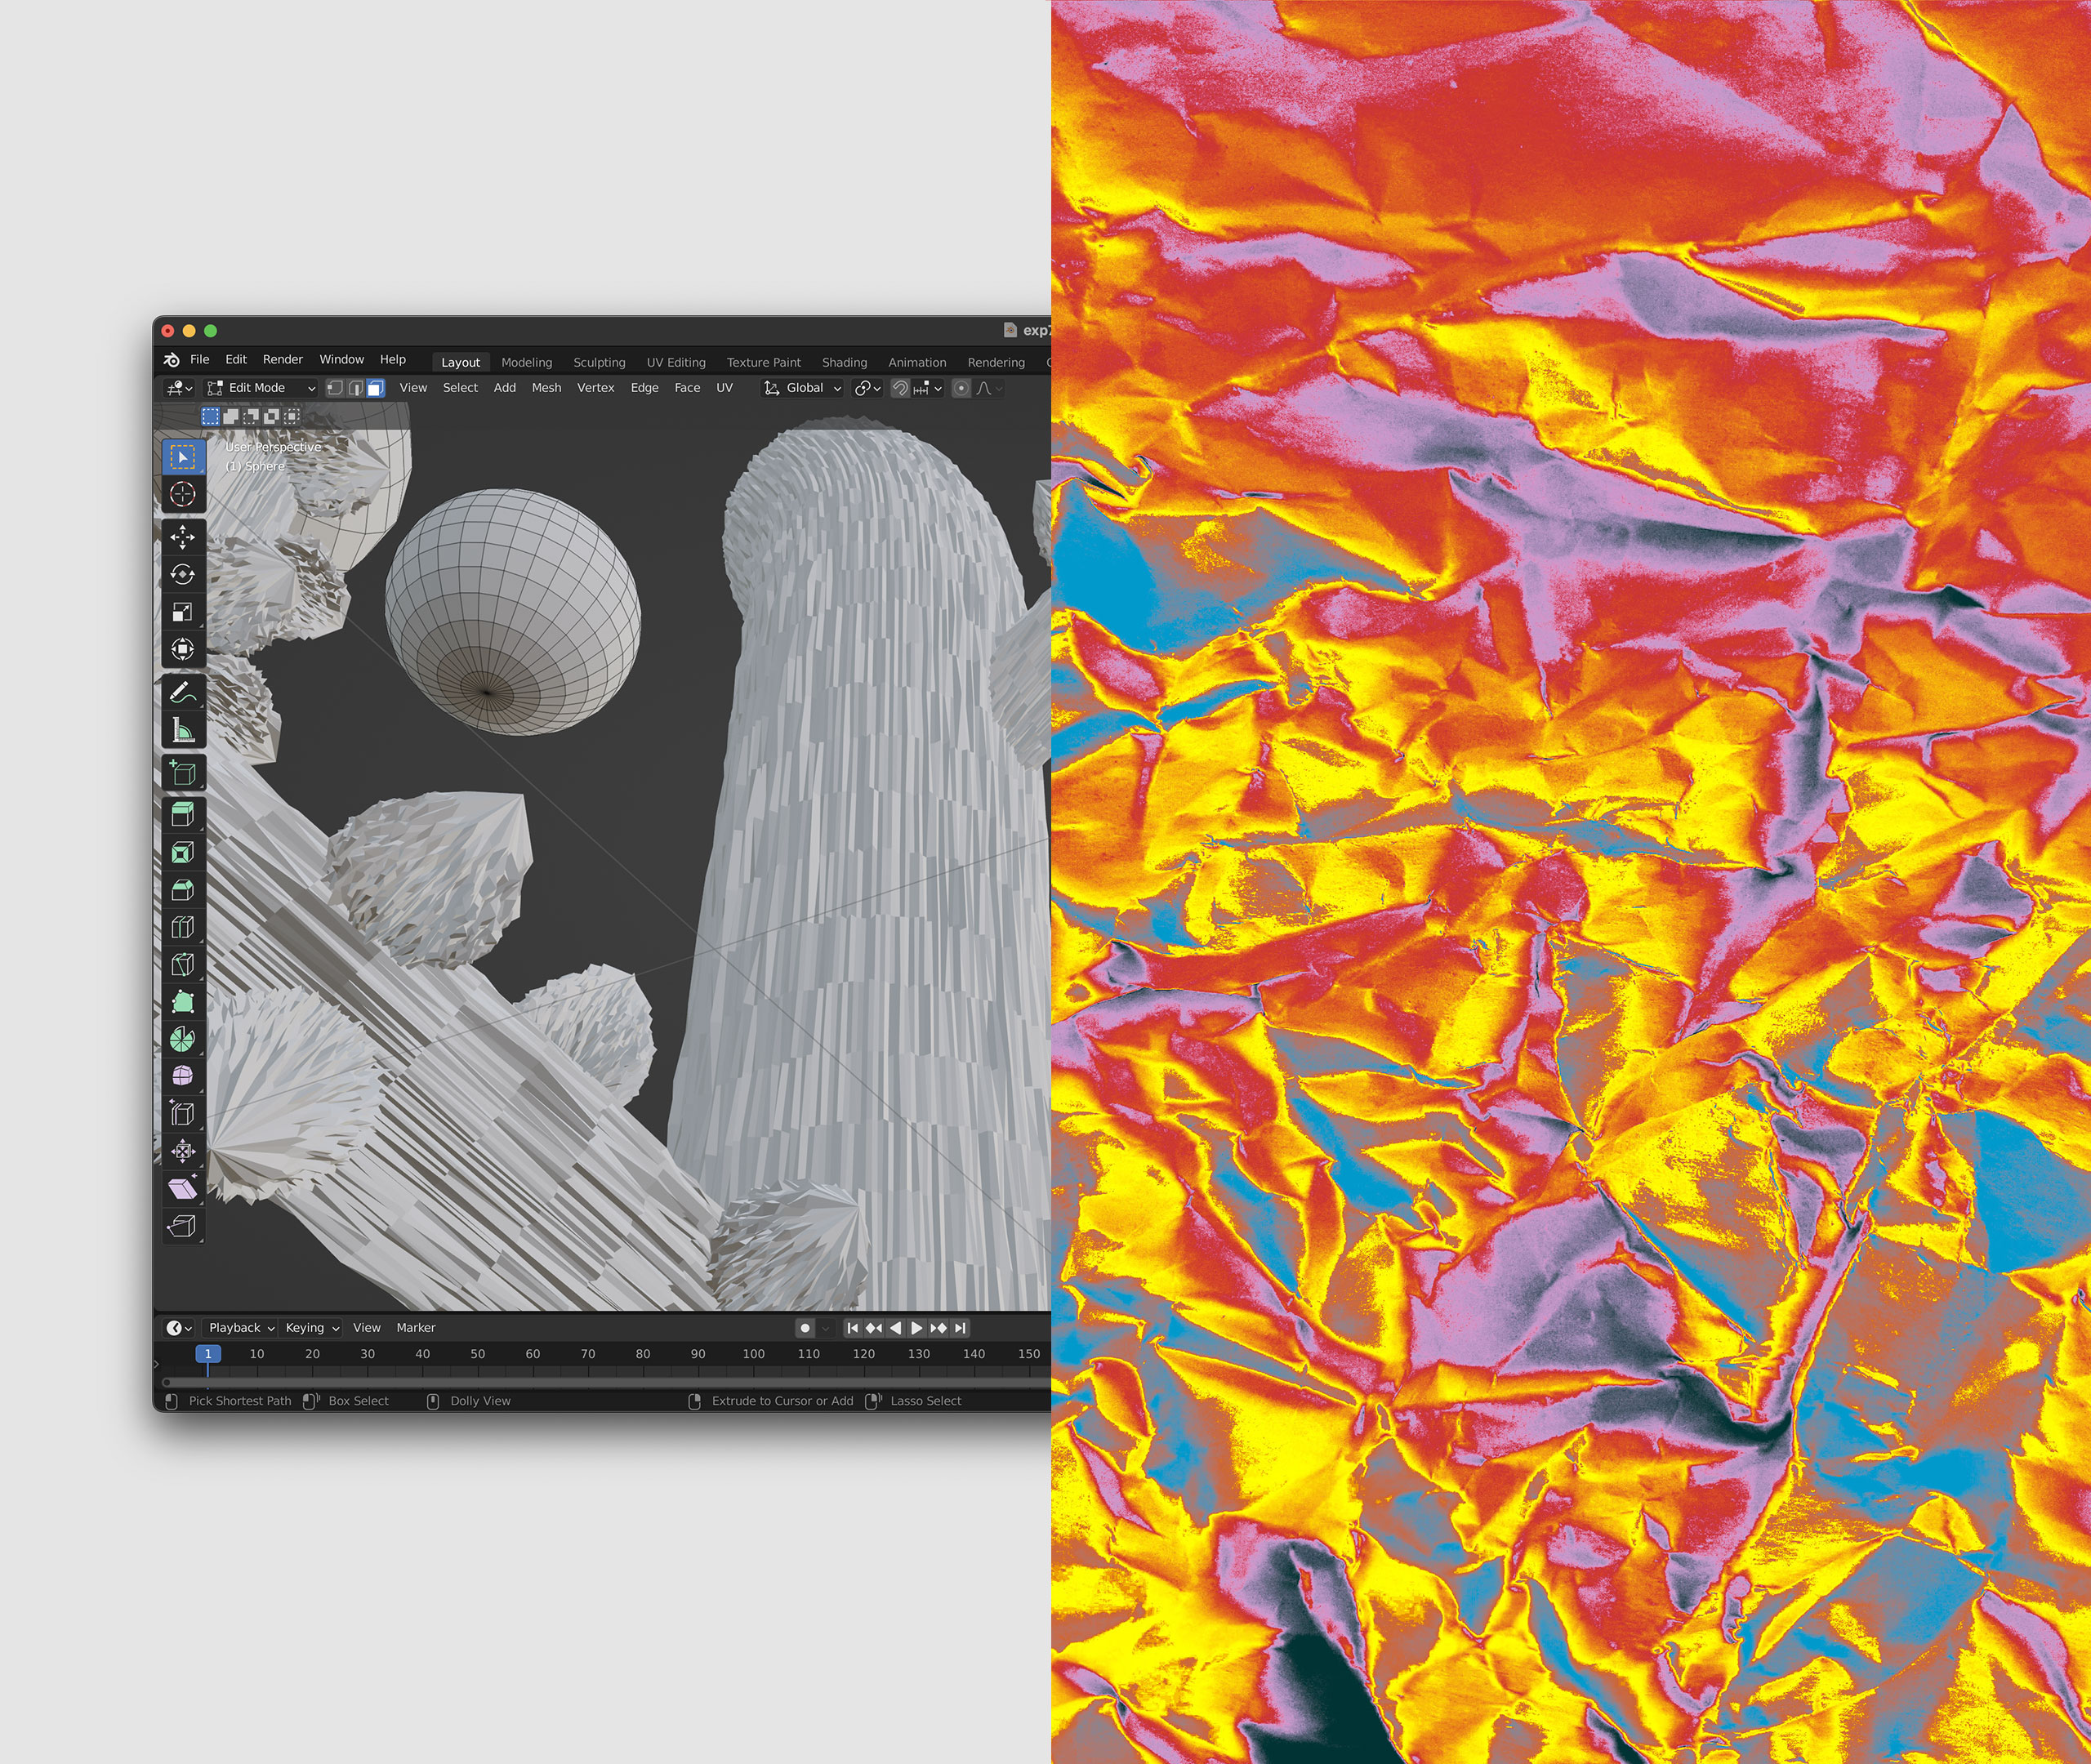 exp7
File Edit Render Window Help Layout Modeling Sculpting UV Editing Texture Paint Shading Animation Rendering
Edit Mode View Select Add Mesh Vertex Edge Face UV Global
User Perspective
(1) Sphere
Playback Keying View Marker
1 10 20 30 40 50 60 70 80 90 100 110 120 130 140 150
Pick Shortest Path Box Select Dolly View Extrude to Cursor or Add Lasso Select